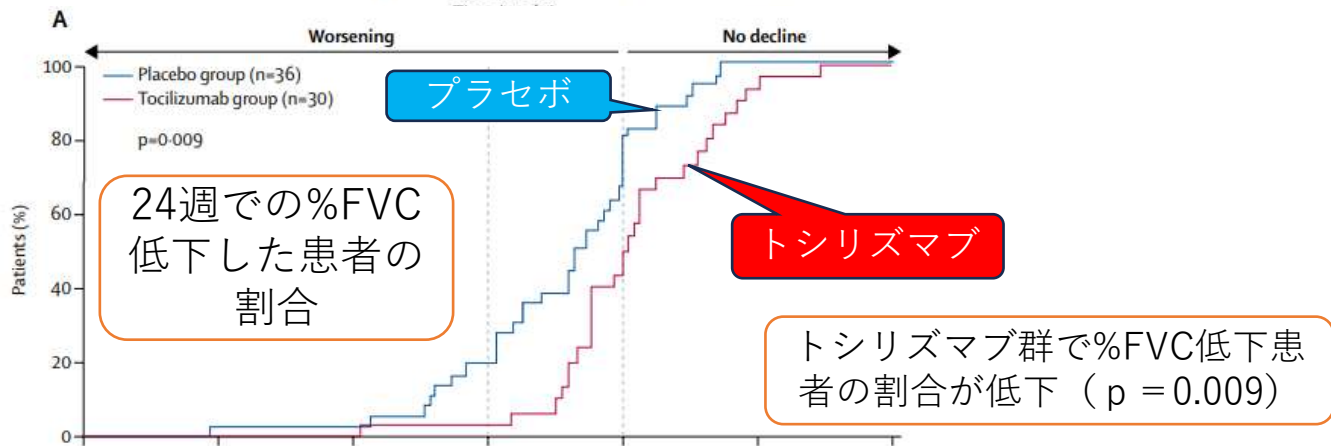 A
Worsening
No decline
100
Placebo group (n=36)
Tocilizumab group (n=30)
p=0·009
プラセボ
80
24週での%FVC
低下した患者の
割合
60
Patients (%)
トシリズマブ
40
20
トシリズマブ群で%FVC低下患
者の割合が低下（ｐ＝0.009）
0